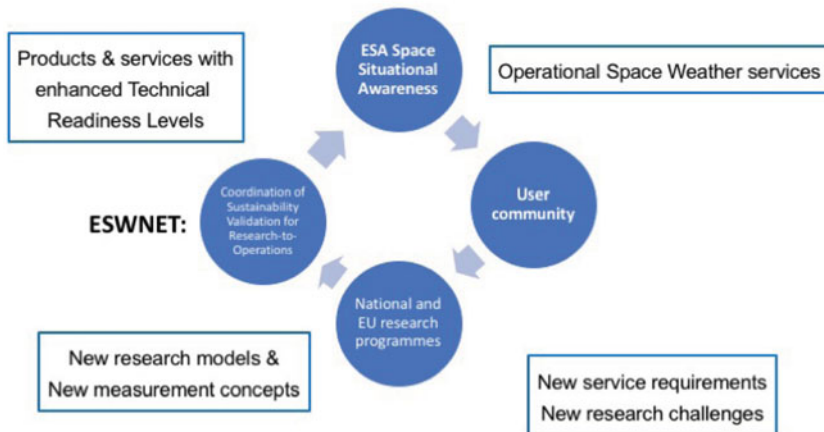 Products & services with
enhanced Technical
Readiness Levels
ESA Space
Situational
Awareness
Operational Space Weather services
ESWNET:
Coordination of
Sustainability
Validation for
Research-to-
Operations
User
community
National and
EU research
programmes
New research models &
New measurement concepts
New service requirements
New research challenges